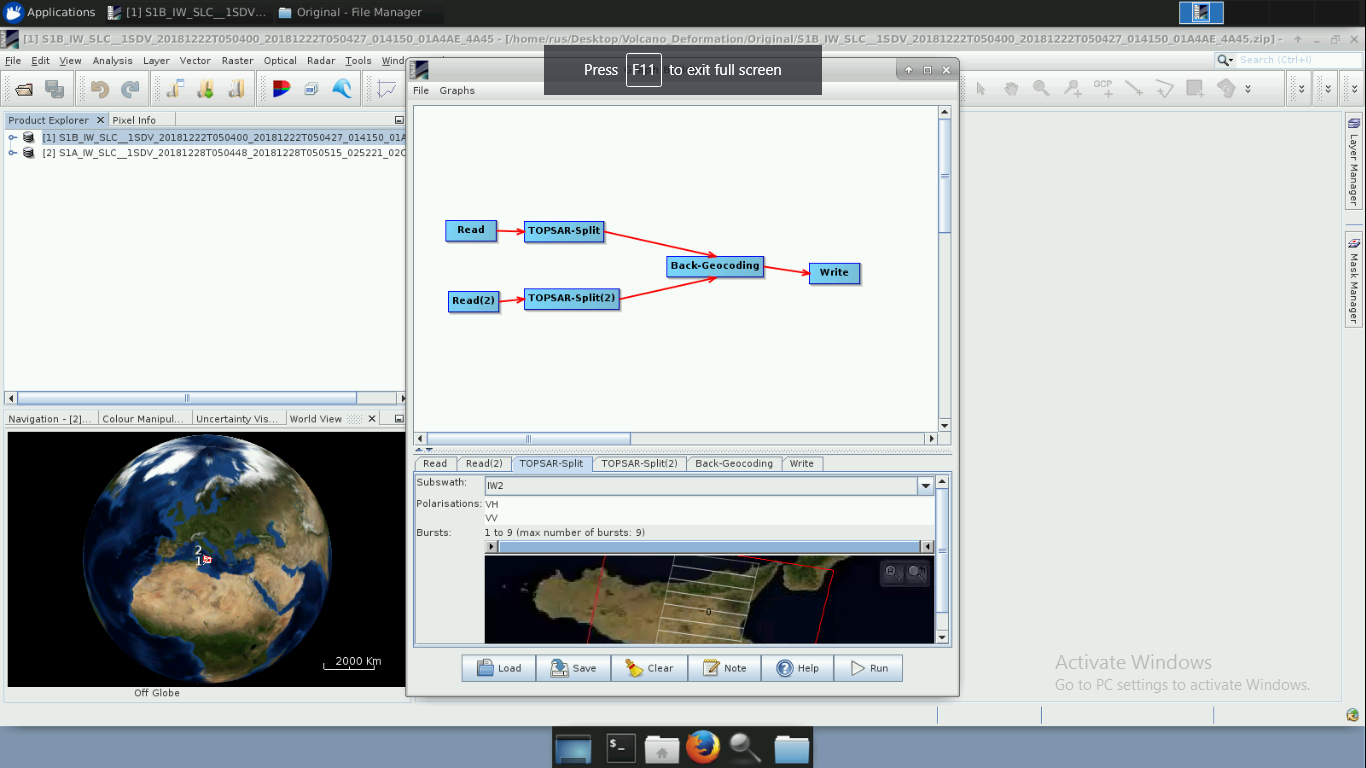 Applications
[1] S1B_IW_SLC__1SDV...
Original - File Manager
[1] S1B_IW_SLC__1SDV_20181222T050400_20181222T050427_014150_01A4AE_4A45 - [/home/rus/Desktop/Volcano_Deformation/Original/S1B_IW_SLC__1SDV_20181222T050400_20181222T050427_014150_01A4AE_4A45.zip] -
File Edit View Analysis Layer Vector Raster Optical Radar Tools Wind
Search (Ctrl+I)
Press F11 to exit full screen
File Graphs
GCP
Product Explorer
Pixel Info
[1] S1B_IW_SLC__1SDV_20181222T050400_20181222T050427_014150_01A
[2] S1A_IW_SLC__1SDV_20181228T050448_20181228T050515_025221_02C
Layer Manager
Mask Manager
Read
TOPSAR-Split
Back-Geocoding
Write
Read(2)
TOPSAR-Split(2)
Navigation - [2]...
Colour Manipul...
Uncertainty Vis...
World View
2
1
2000 Km
Off Globe
Read
Read(2)
TOPSAR-Split
TOPSAR-Split(2)
Back-Geocoding
Write
Subswath:
IW2
Polarisations:
VH
VV
Bursts:
1 to 9 (max number of bursts: 9)
Load
Save
Clear
Note
Help
Run
Activate Windows
Go to PC settings to activate Windows.
$_